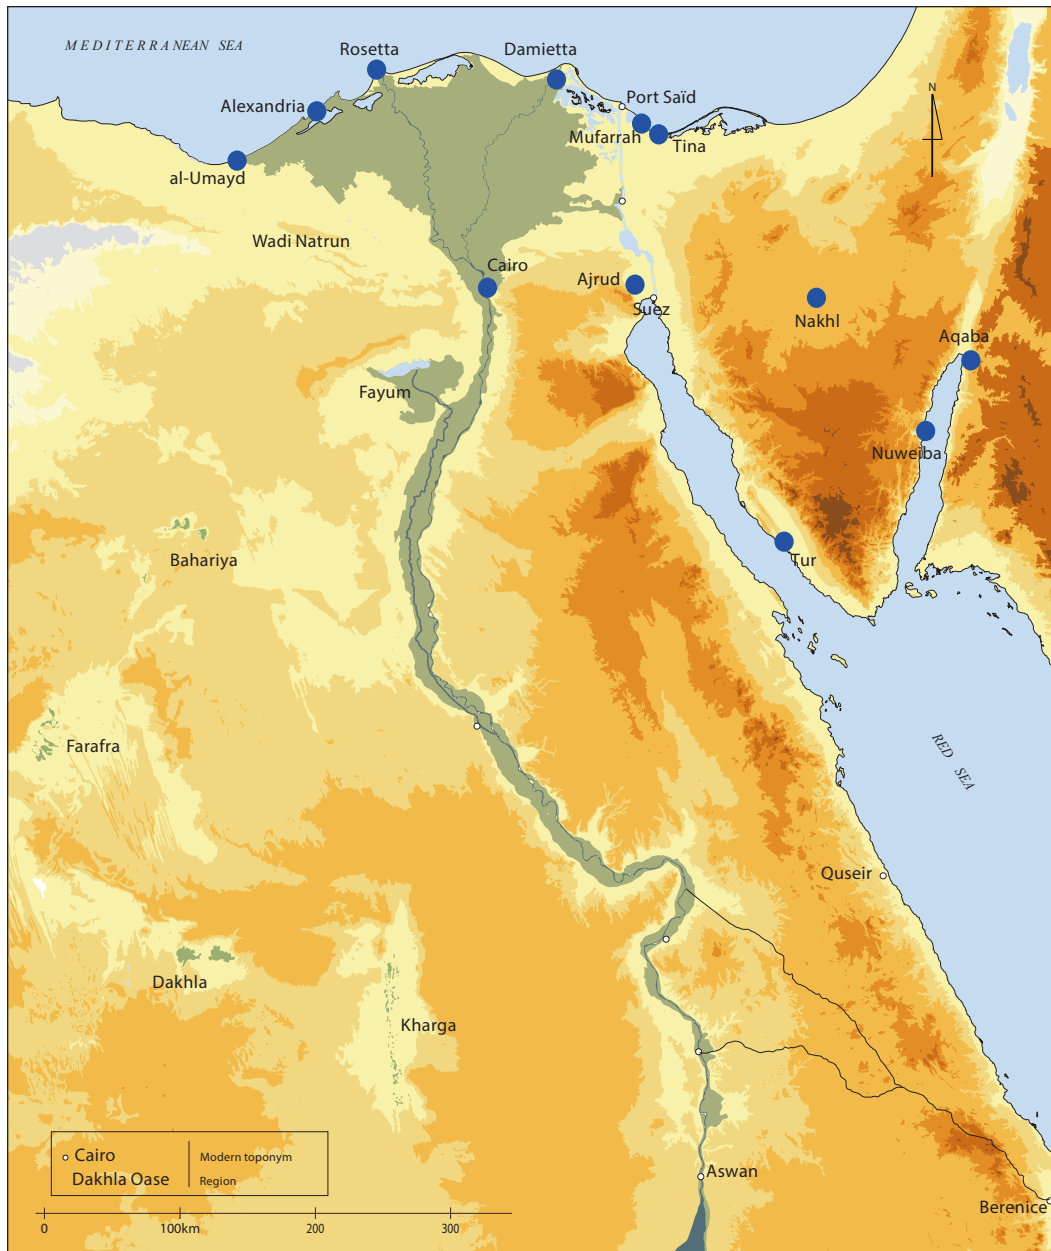 MEDITERRANEAN SEA
Rosetta
Damietta
Alexandria
Port Saïd
Mufarrah
Tina
al-Umayd
N
Wadi Natrun
Cairo
Ajrud
Suez
Nakhl
Aqaba
Fayum
Nuweiba
Bahariya
Tur
Farafra
RED SEA
Quseir
Dakhla
Kharga
Cairo Modern toponym
Dakhla Oase Region
Aswan
Berenice
0 100km 200 300